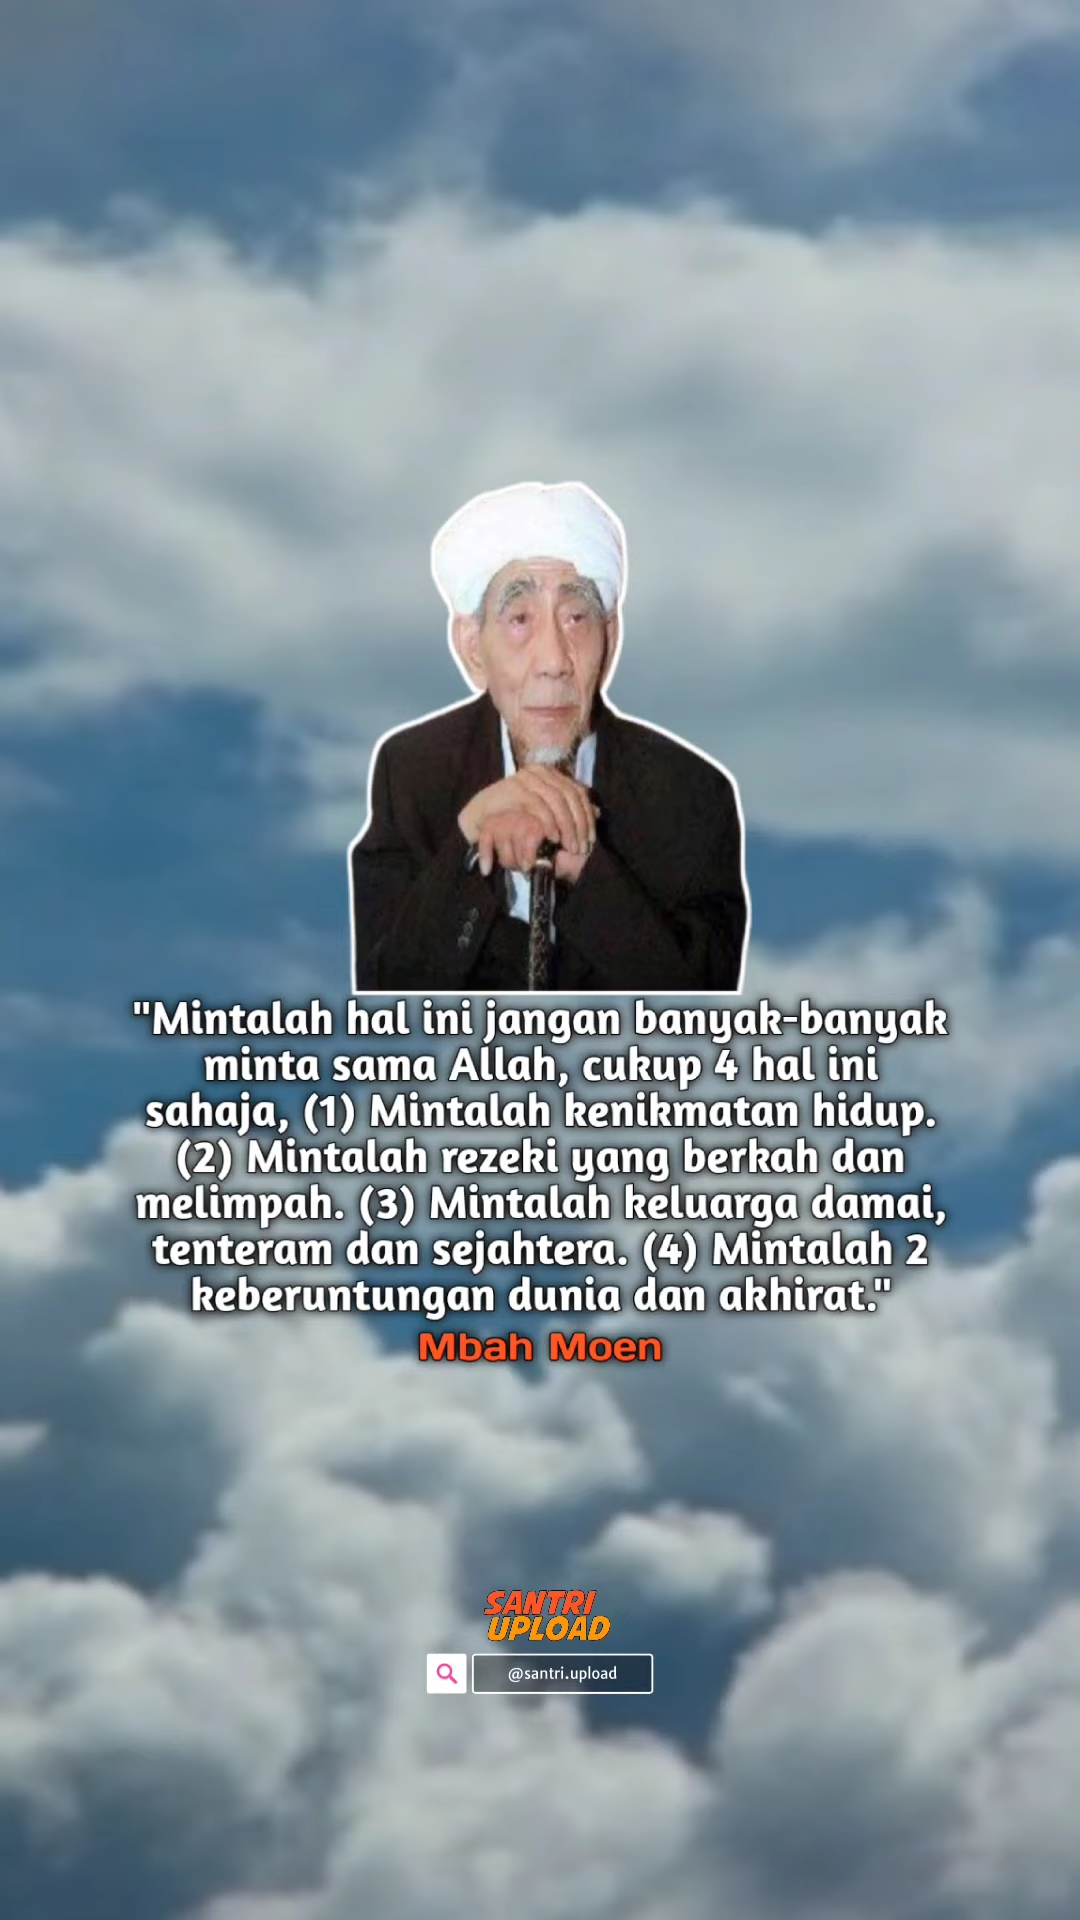 "Mintalah hal ini jangan banyak-banyak
minta sama Allah, cukup 4 hal ini
sahaja, (1) Mintalah kenikmatan hidup.
(2) Mintalah rezeki yang berkah dan
melimpah. (3) Mintalah keluarga damai,
tenteram dan sejahtera. (4) Mintalah 2
keberuntungan dunia dan akhirat."
Mbah Moen
SANTRI
UPLOAD
@santri.upload